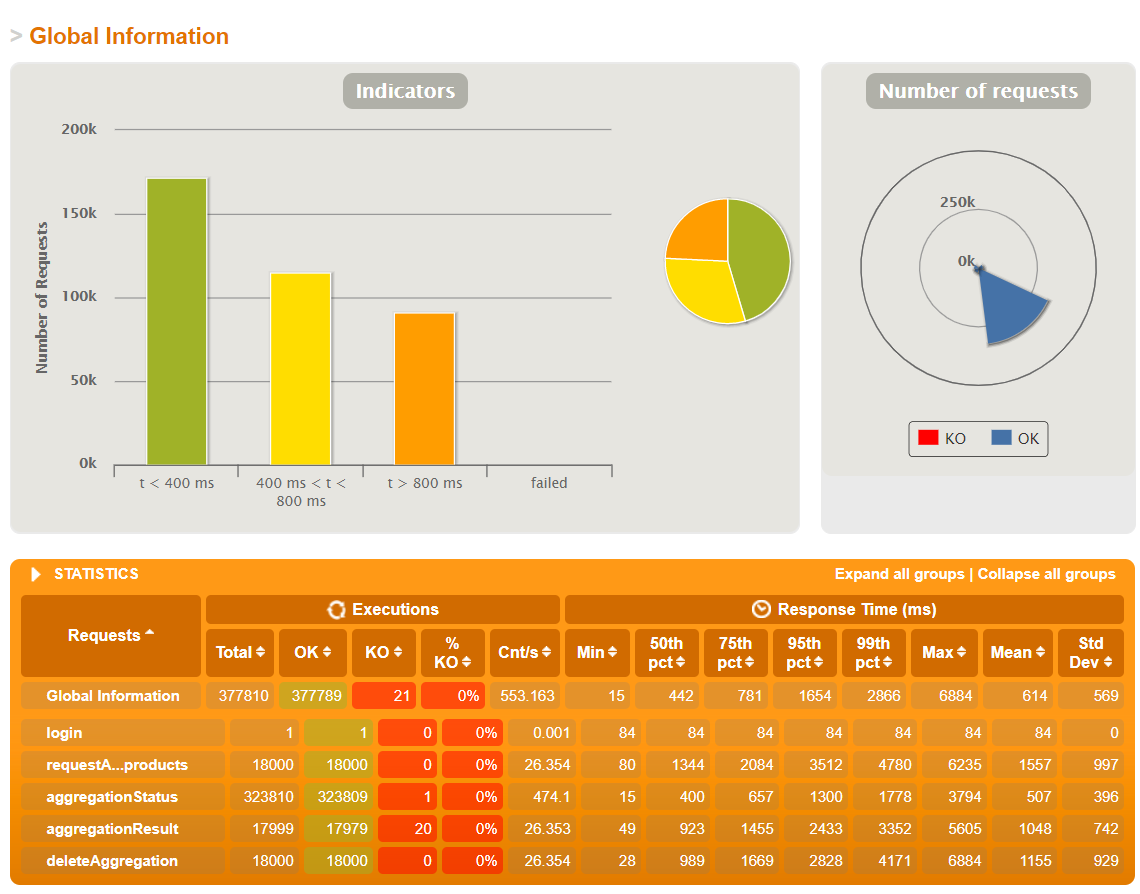 > Global Information
Indicators
Number of requests
200k
150k
100k
50k
0k
Number of Requests
t < 400 ms
400 ms < t <
800 ms
t > 800 ms
failed
250k
0k
KO OK
STATISTICS Expand all groups | Collapse all groups
Requests Executions Response Time (ms)
Total OK KO % KO Cnt/s Min 50th pct 75th pct 95th pct 99th pct Max Mean Std Dev
Global Information 377810 377789 21 0% 553.163 15 442 781 1654 2866 6884 614 569
login 1 1 0 0% 0.001 84 84 84 84 84 84 84 0
requestA...products 18000 18000 0 0% 26.354 80 1344 2084 3512 4780 6235 1557 997
aggregationStatus 323810 323809 1 0% 474.1 15 400 657 1300 1778 3794 507 396
aggregationResult 17999 17979 20 0% 26.353 49 923 1455 2433 3352 5605 1048 742
deleteAggregation 18000 18000 0 0% 26.354 28 989 1669 2828 4171 6884 1155 929